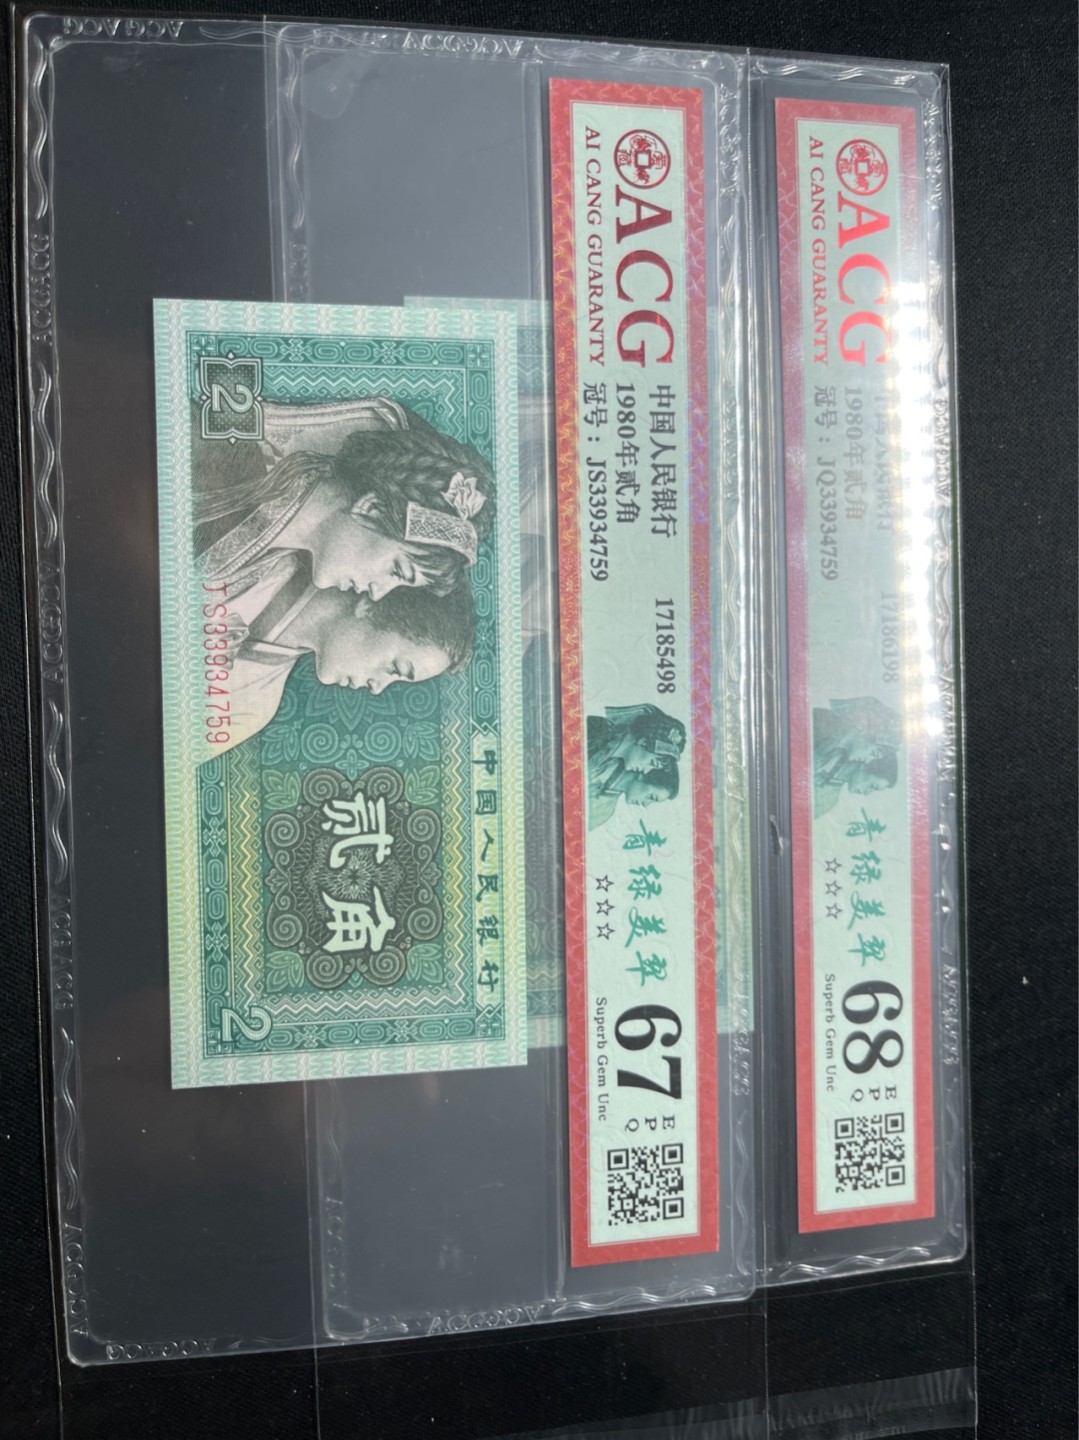 ACG
AI CANG GUARANTY
中国人民银行 17185498
1980年贰角
冠号：JS33934759
青绿美翠
☆☆☆
67
EPQ
Superb Gem Unc
ACG
AI CANG GUARANTY
17186198
1980年贰角
冠号：JQ33934759
青绿美翠
☆☆☆
68
EPQ
Superb Gem Unc
中国人民银行
贰角
2
2
JS33934759
ACGACG
ACGACG
ACGACG